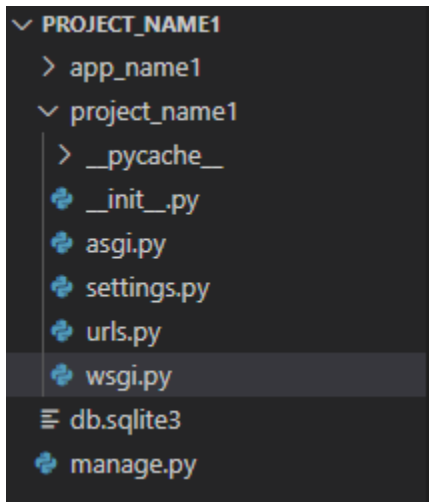 PROJECT_NAME1
app_name1
project_name1
__pycache__
__init__.py
asgi.py
settings.py
urls.py
wsgi.py
db.sqlite3
manage.py